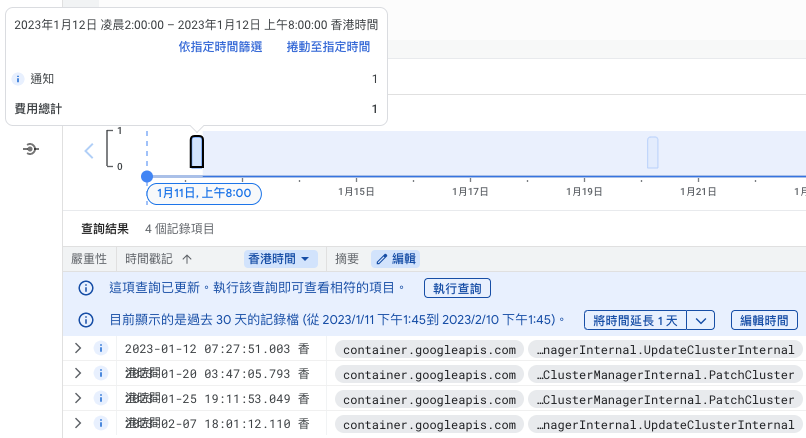 2023年1月12日 凌晨2:00:00 – 2023年1月12日 上午8:00:00 香港時間
依指定時間篩選 捲動至指定時間
通知 1
費用總計 1
1
0
1月11日, 上午8:00
1月15日 1月17日 1月19日 1月21日
查詢結果 4 個記錄項目
嚴重性 時間戳記 香港時間 摘要 編輯
這項查詢已更新。執行該查詢即可查看相符的項目。 執行查詢
目前顯示的是過去 30 天的記錄檔 (從 2023/1/11 下午1:45到 2023/2/10 下午1:45)。 將時間延長 1 天 編輯時間
2023-01-12 07:27:51.003 香港時間 container.googleapis.com …nagerInternal.UpdateClusterInternal
2023-01-20 03:47:05.793 香港時間 container.googleapis.com …ClusterManagerInternal.PatchCluster
2023-01-25 19:11:53.049 香港時間 container.googleapis.com …ClusterManagerInternal.PatchCluster
2023-02-07 18:01:12.110 香 container.googleapis.com …nagerInternal.UpdateClusterInternal